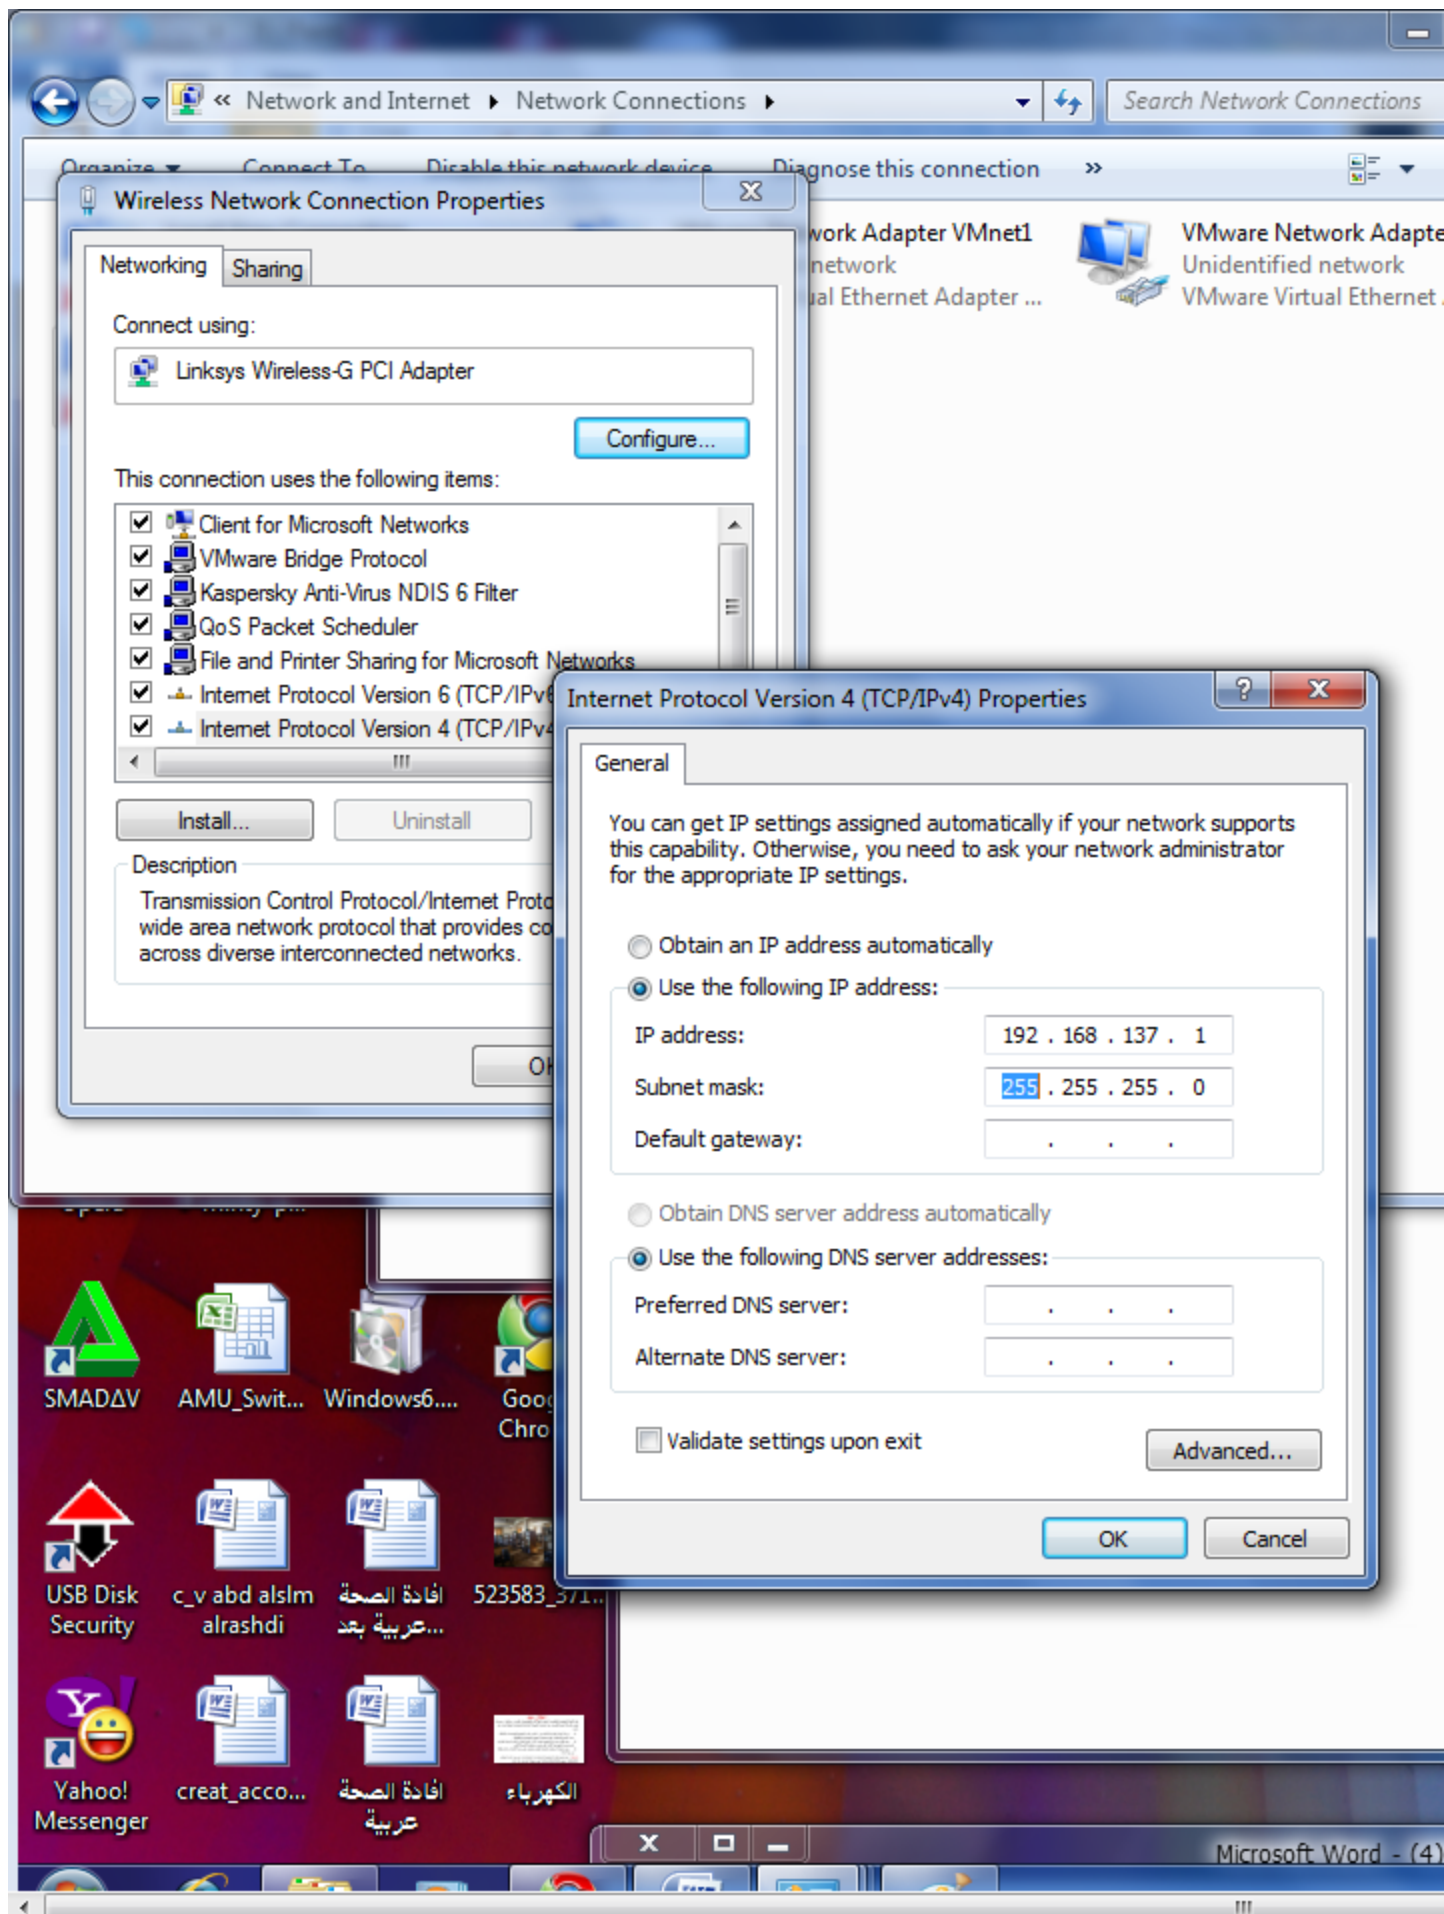 « Network and Internet ▸ Network Connections ▸
Search Network Connections
Organize Connect To Disable this network device Diagnose this connection »
Wireless Network Connection Properties
work Adapter VMnet1
network
ual Ethernet Adapter ...
VMware Network Adapte
Unidentified network
VMware Virtual Ethernet
Networking Sharing
Connect using:
Linksys Wireless-G PCI Adapter
Configure...
This connection uses the following items:
Client for Microsoft Networks
VMware Bridge Protocol
Kaspersky Anti-Virus NDIS 6 Filter
QoS Packet Scheduler
File and Printer Sharing for Microsoft Networks
Internet Protocol Version 6 (TCP/IPv6
Internet Protocol Version 4 (TCP/IPv4
Install... Uninstall
Description
Transmission Control Protocol/Internet Proto
wide area network protocol that provides co
across diverse interconnected networks.
OK
Internet Protocol Version 4 (TCP/IPv4) Properties
General
You can get IP settings assigned automatically if your network supports
this capability. Otherwise, you need to ask your network administrator
for the appropriate IP settings.
Obtain an IP address automatically
Use the following IP address:
IP address: 192 . 168 . 137 . 1
Subnet mask: 255 . 255 . 255 . 0
Default gateway: . . .
Obtain DNS server address automatically
Use the following DNS server addresses:
Preferred DNS server: . . .
Alternate DNS server: . . .
Validate settings upon exit
Advanced...
OK Cancel
SMADΔV
AMU_Swit...
Windows6....
Goog
Chro
USB Disk
Security
c_v abd alslm
alrashdi
افادة الصحة
عربية بعد...
523583_371...
Yahoo!
Messenger
creat_acco...
افادة الصحة
عربية
الكهرباء
Microsoft Word - (4)